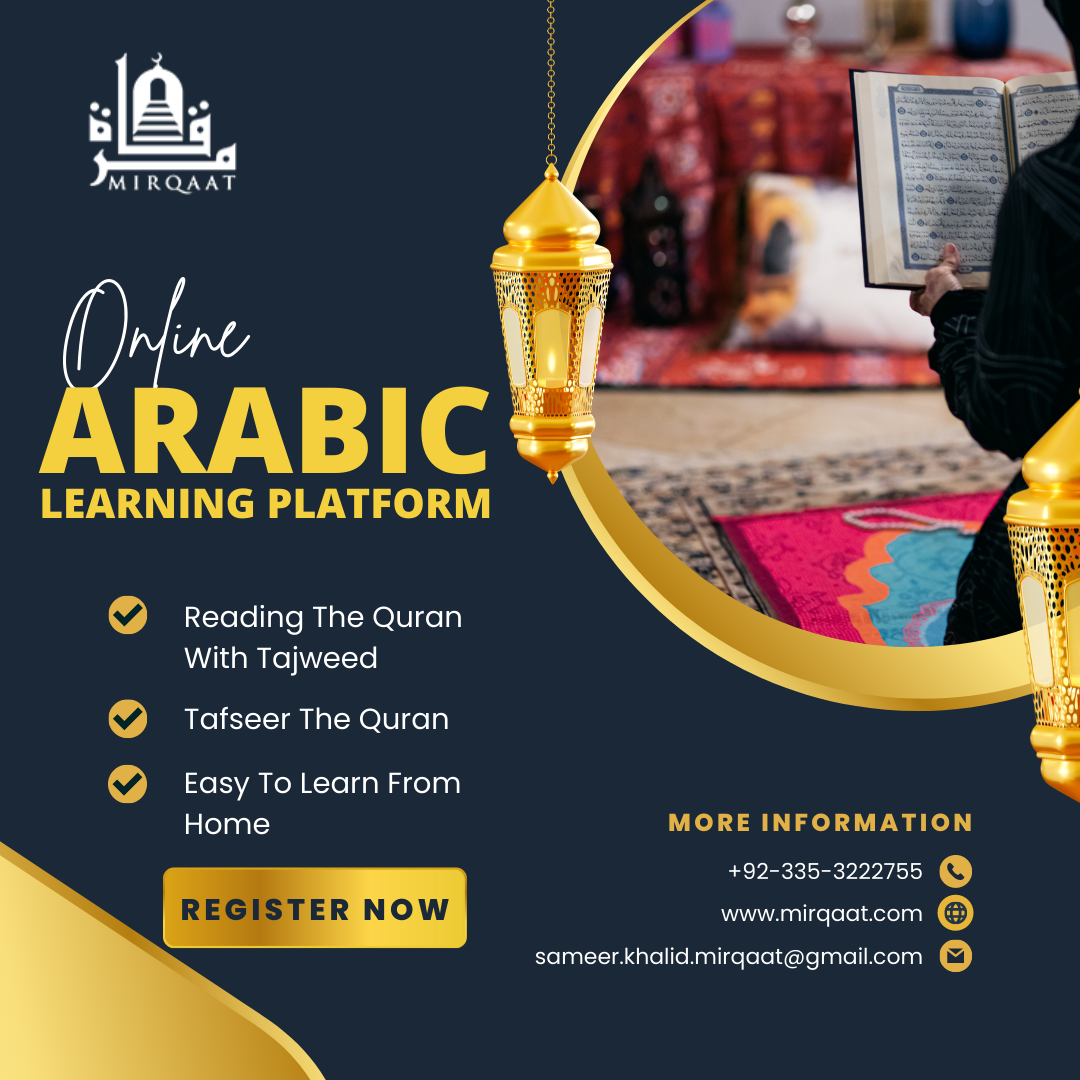 مرقاة
MIRQAAT
Online
ARABIC
LEARNING PLATFORM
Reading The Quran
With Tajweed
Tafseer The Quran
Easy To Learn From
Home
REGISTER NOW
MORE INFORMATION
+92-335-3222755
www.mirqaat.com
sameer.khalid.mirqaat@gmail.com